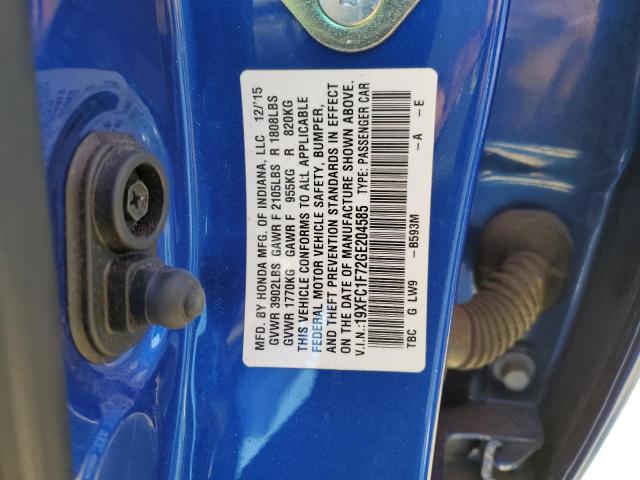 MFD. BY HONDA MFG. OF INDIANA, LLC 12/'15
GVWR 3902LBS GAWR F 2105LBS R 1808LBS
GVWR 1770KG GAWR F 955KG R 820KG
THIS VEHICLE CONFORMS TO ALL APPLICABLE
FEDERAL MOTOR VEHICLE SAFETY, BUMPER,
AND THEFT PREVENTION STANDARDS IN EFFECT
ON THE DATE OF MANUFACTURE SHOWN ABOVE.
V.I.N.:19XFC1F72GE204585 TYPE: PASSENGER CAR
TBC G LW9 -B593M -A -E